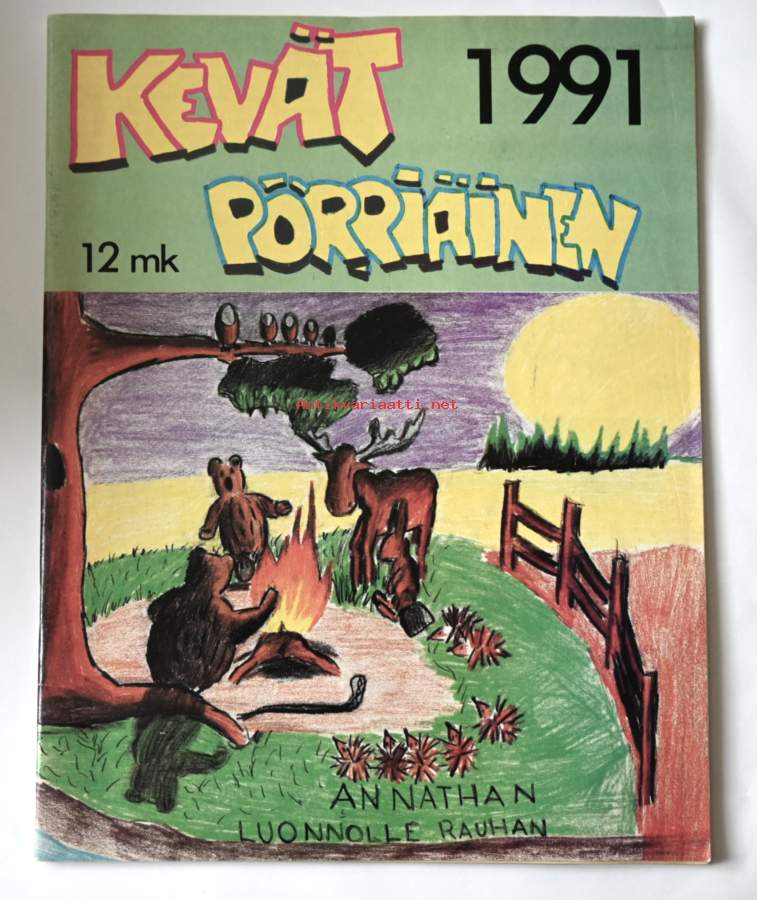 KEVÄT
1991
PÖRRIÄINEN
12 mk
Antikvariaatti.net
ANNATHAN
LUONNOLLE RAUHAN